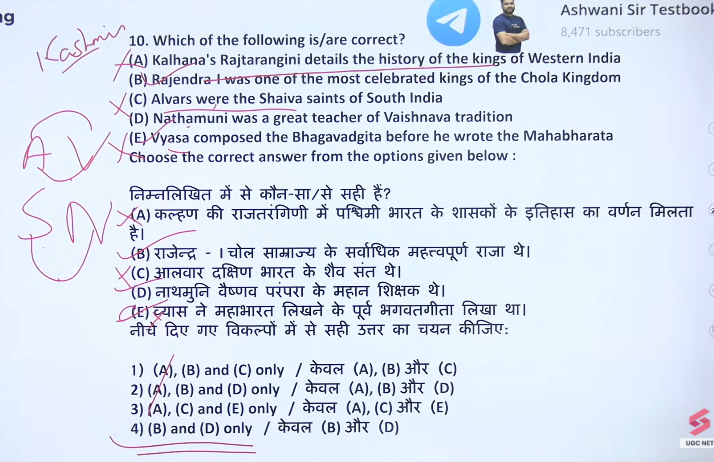 ng
Ashwani Sir Testbook
8,471 subscribers
Kashmir
10. Which of the following is/are correct?
(A) Kalhana's Rajtarangini details the history of the kings of Western India
(B) Rajendra I was one of the most celebrated kings of the Chola Kingdom
(C) Alvars were the Shaiva saints of South India
(D) Nathamuni was a great teacher of Vaishnava tradition
(E) Vyasa composed the Bhagavadgita before he wrote the Mahabharata
Choose the correct answer from the options given below :
A V
S N
निम्नलिखित में से कौन-सा/से सही हैं?
(A) कल्हण की राजतरंगिणी में पश्चिमी भारत के शासकों के इतिहास का वर्णन मिलता
है।
(B) राजेन्द्र - I चोल साम्राज्य के सर्वाधिक महत्त्वपूर्ण राजा थे।
(C) आलवार दक्षिण भारत के शैव संत थे।
(D) नाथमुनि वैष्णव परंपरा के महान शिक्षक थे।
(E) व्यास ने महाभारत लिखने के पूर्व भगवतगीता लिखा था।
नीचे दिए गए विकल्पों में से सही उत्तर का चयन कीजिए:
1) (A), (B) and (C) only / केवल (A), (B) और (C)
2) (A), (B) and (D) only / केवल (A), (B) और (D)
3) (A), (C) and (E) only / केवल (A), (C) और (E)
4) (B) and (D) only / केवल (B) और (D)
UGC NET